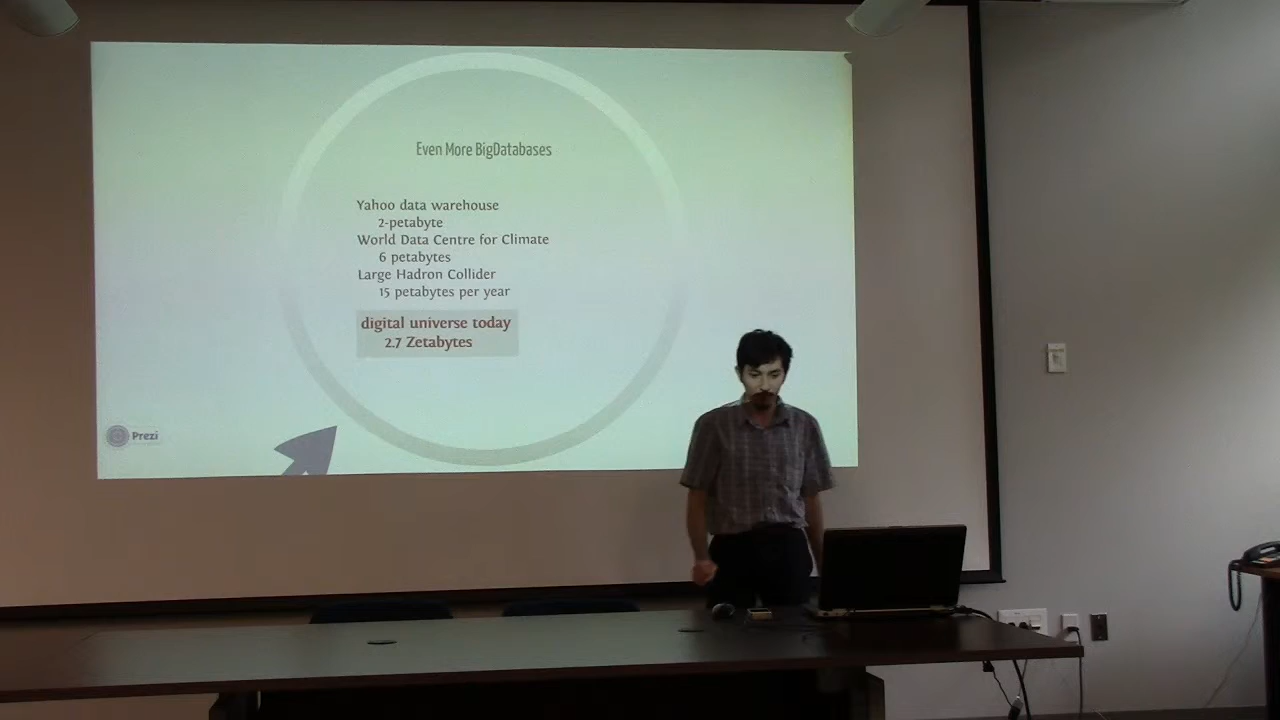 Even More BigDatabases
Yahoo data warehouse
2-petabyte
World Data Centre for Climate
6 petabytes
Large Hadron Collider
15 petabytes per year
digital universe today
2.7 Zetabytes
Prezi